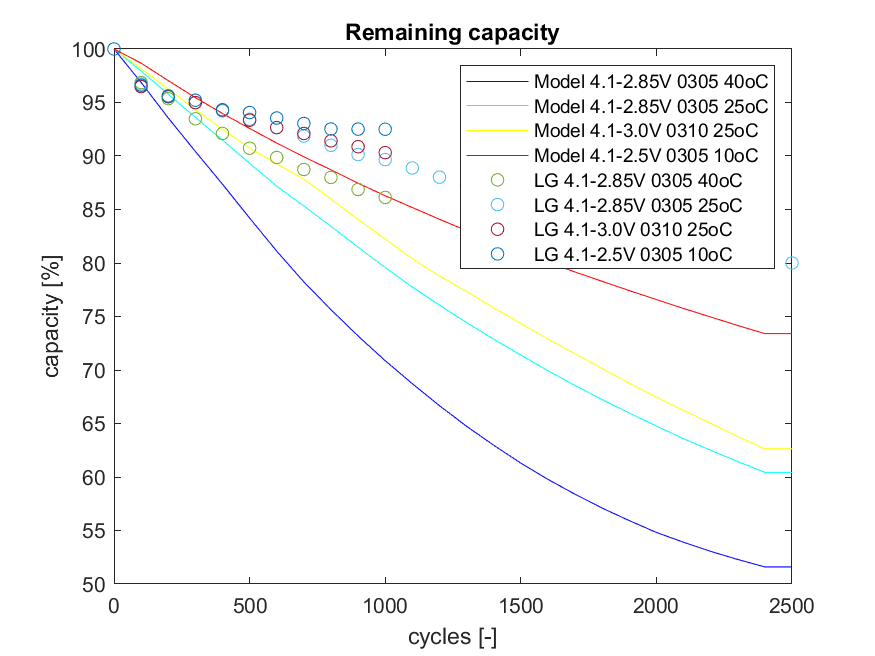 Remaining capacity
100
95
90
85
80
75
70
65
60
55
50
capacity [%]
Model 4.1-2.85V 0305 40oC
Model 4.1-2.85V 0305 25oC
Model 4.1-3.0V 0310 25oC
Model 4.1-2.5V 0305 10oC
LG 4.1-2.85V 0305 40oC
LG 4.1-2.85V 0305 25oC
LG 4.1-3.0V 0310 25oC
LG 4.1-2.5V 0305 10oC
0 500 1000 1500 2000 2500
cycles [-]